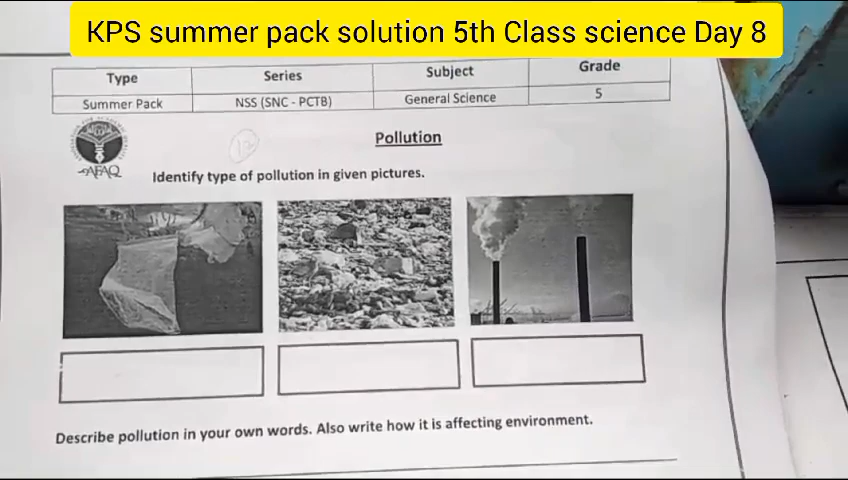 KPS summer pack solution 5th Class science Day 8
Type Series Subject Grade
Summer Pack NSS (SNC - PCTB) General Science 5
AFAQ
Pollution
Identify type of pollution in given pictures.
Describe pollution in your own words. Also write how it is affecting environment.